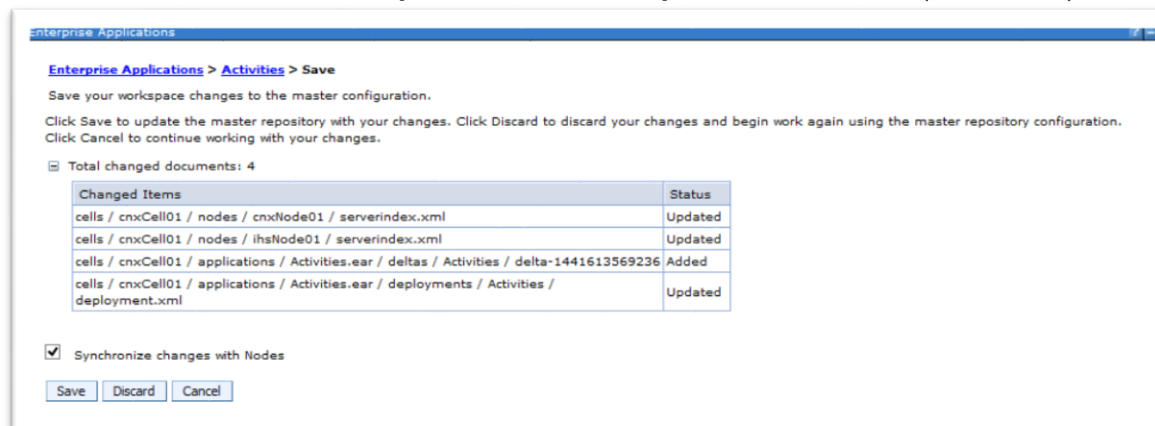 Enterprise Applications
Enterprise Applications > Activities > Save
Save your workspace changes to the master configuration.
Click Save to update the master repository with your changes. Click Discard to discard your changes and begin work again using the master repository configuration.
Click Cancel to continue working with your changes.
Total changed documents: 4
Changed Items Status
cells / cnxCell01 / nodes / cnxNode01 / serverindex.xml Updated
cells / cnxCell01 / nodes / ihsNode01 / serverindex.xml Updated
cells / cnxCell01 / applications / Activities.ear / deltas / Activities / delta-1441613569236 Added
cells / cnxCell01 / applications / Activities.ear / deployments / Activities /
deployment.xml Updated
Synchronize changes with Nodes
Save Discard Cancel